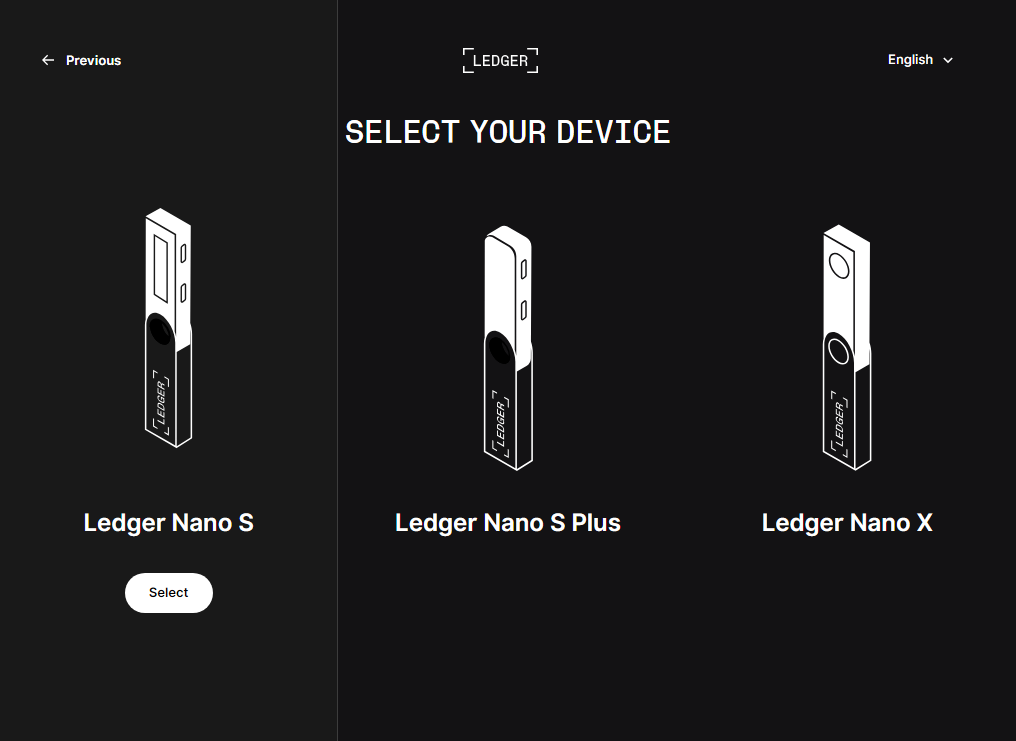 Previous
LEDGER
English
SELECT YOUR DEVICE
LEDGER
LEDGER
LEDGER
Ledger Nano S
Ledger Nano S Plus
Ledger Nano X
Select